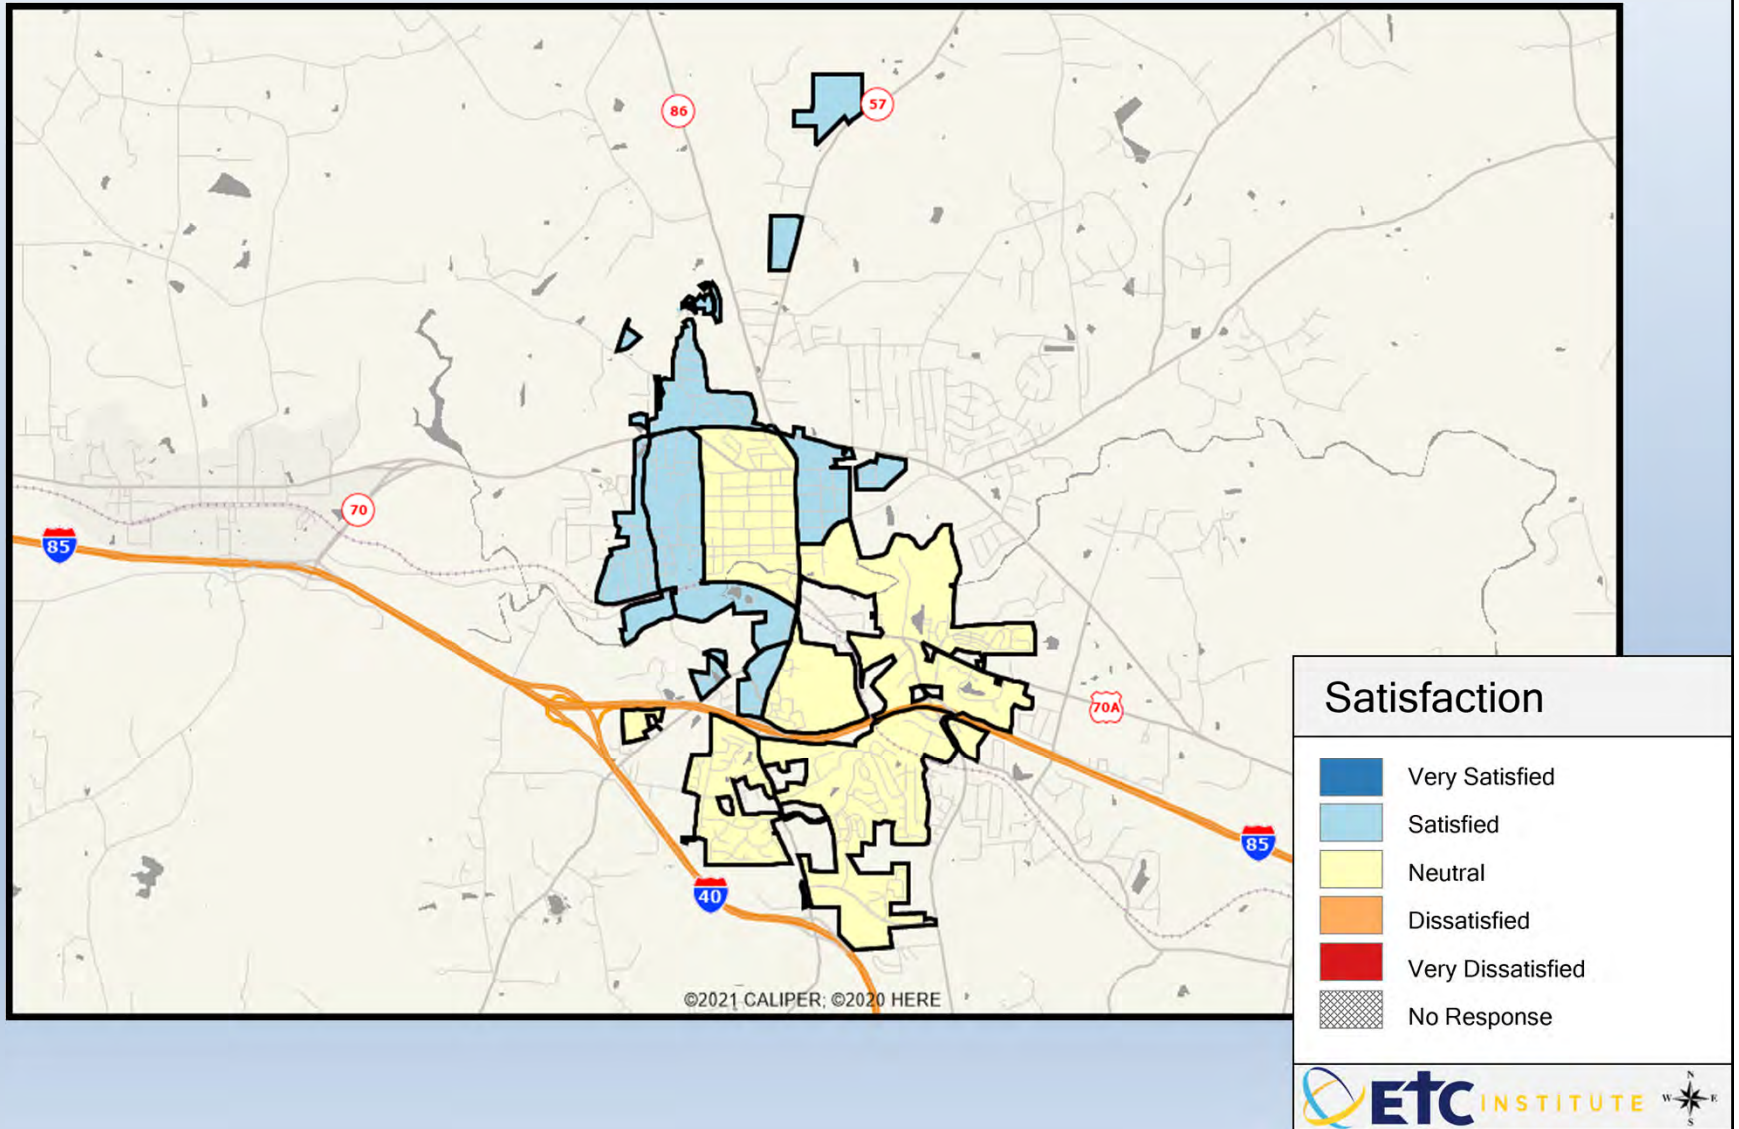 86
57
70
85
70A
85
40
©2021 CALIPER; ©2020 HERE
Satisfaction
Very Satisfied
Satisfied
Neutral
Dissatisfied
Very Dissatisfied
No Response
ETC INSTITUTE
N
W E
S